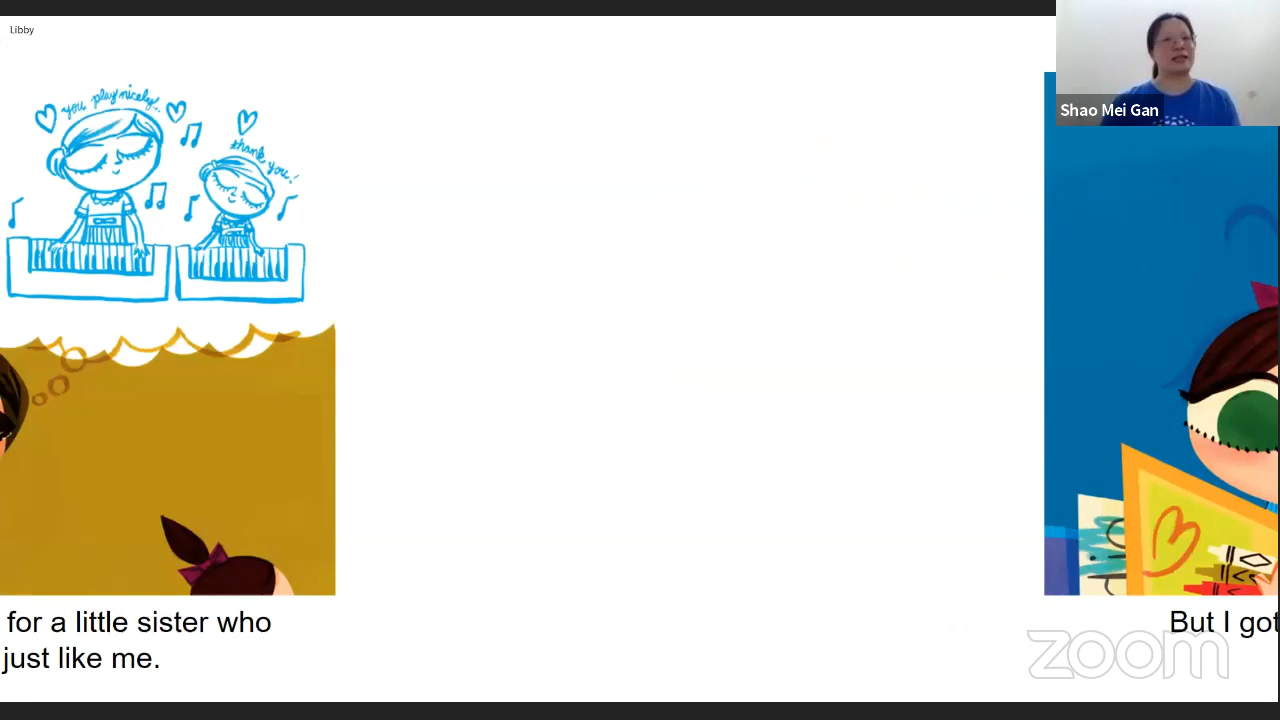 Libby
Shao Mei Gan
you play nicely...
thank you!
for a little sister who
just like me.
But I got
zoom